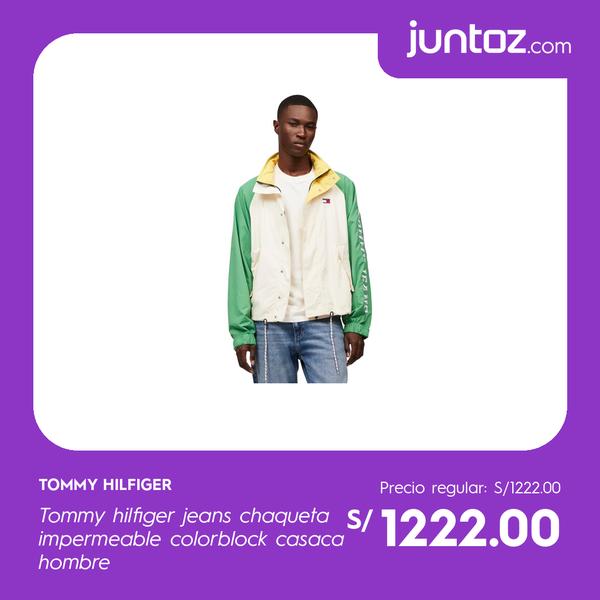 juntoz.com
TOMMY HILFIGER
Tommy hilfiger jeans chaqueta
impermeable colorblock casaca
hombre
Precio regular: S/1222.00
S/ 1222.00